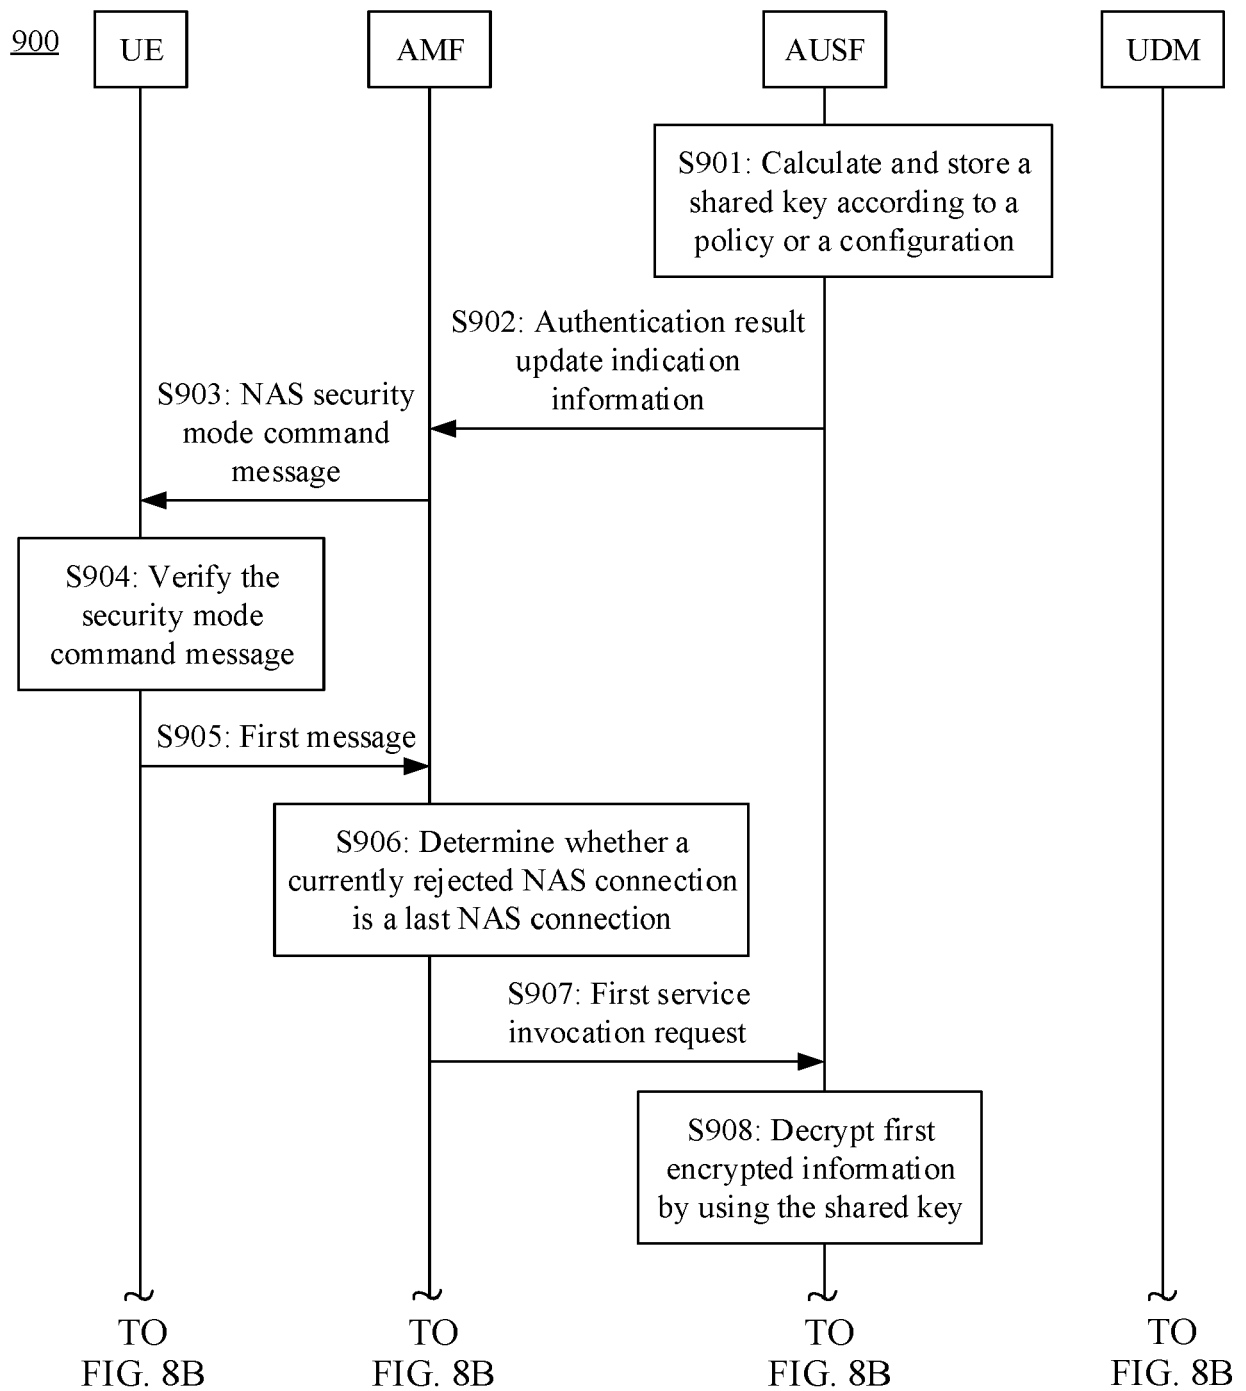 900
UE
AMF
AUSF
UDM
S901: Calculate and store a
shared key according to a
policy or a configuration
S902: Authentication result
update indication
information
S903: NAS security
mode command
message
S904: Verify the
security mode
command message
S905: First message
S906: Determine whether a
currently rejected NAS connection
is a last NAS connection
S907: First service
invocation request
S908: Decrypt first
encrypted information
by using the shared key
TO
FIG. 8B
TO
FIG. 8B
TO
FIG. 8B
TO
FIG. 8B